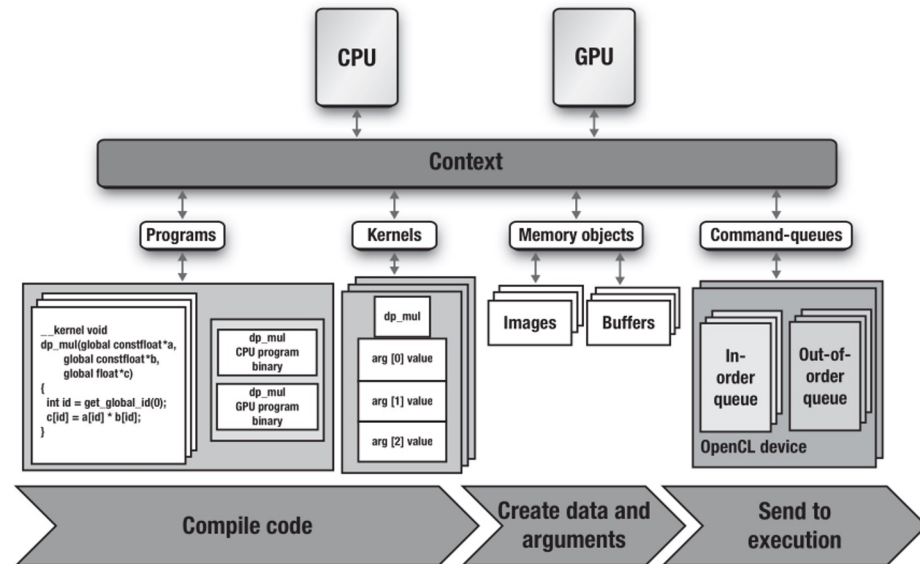 CPU
GPU
Context
Programs
Kernels
Memory objects
Command-queues
__kernel void
dp_mul(global constfloat*a,
global constfloat*b,
global float*c)
{
int id = get_global_id(0);
c[id] = a[id] * b[id];
}
dp_mul
CPU program
binary
dp_mul
GPU program
binary
dp_mul
arg [0] value
arg [1] value
arg [2] value
Images
Buffers
In-
order
queue
Out-of-
order
queue
OpenCL device
Compile code
Create data and
arguments
Send to
execution